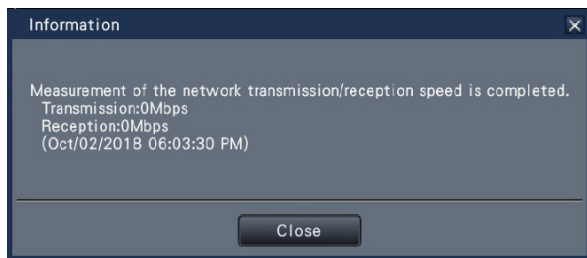 Information
Measurement of the network transmission/reception speed is completed.
Transmission:0Mbps
Reception:0Mbps
(Oct/02/2018 06:03:30 PM)
Close